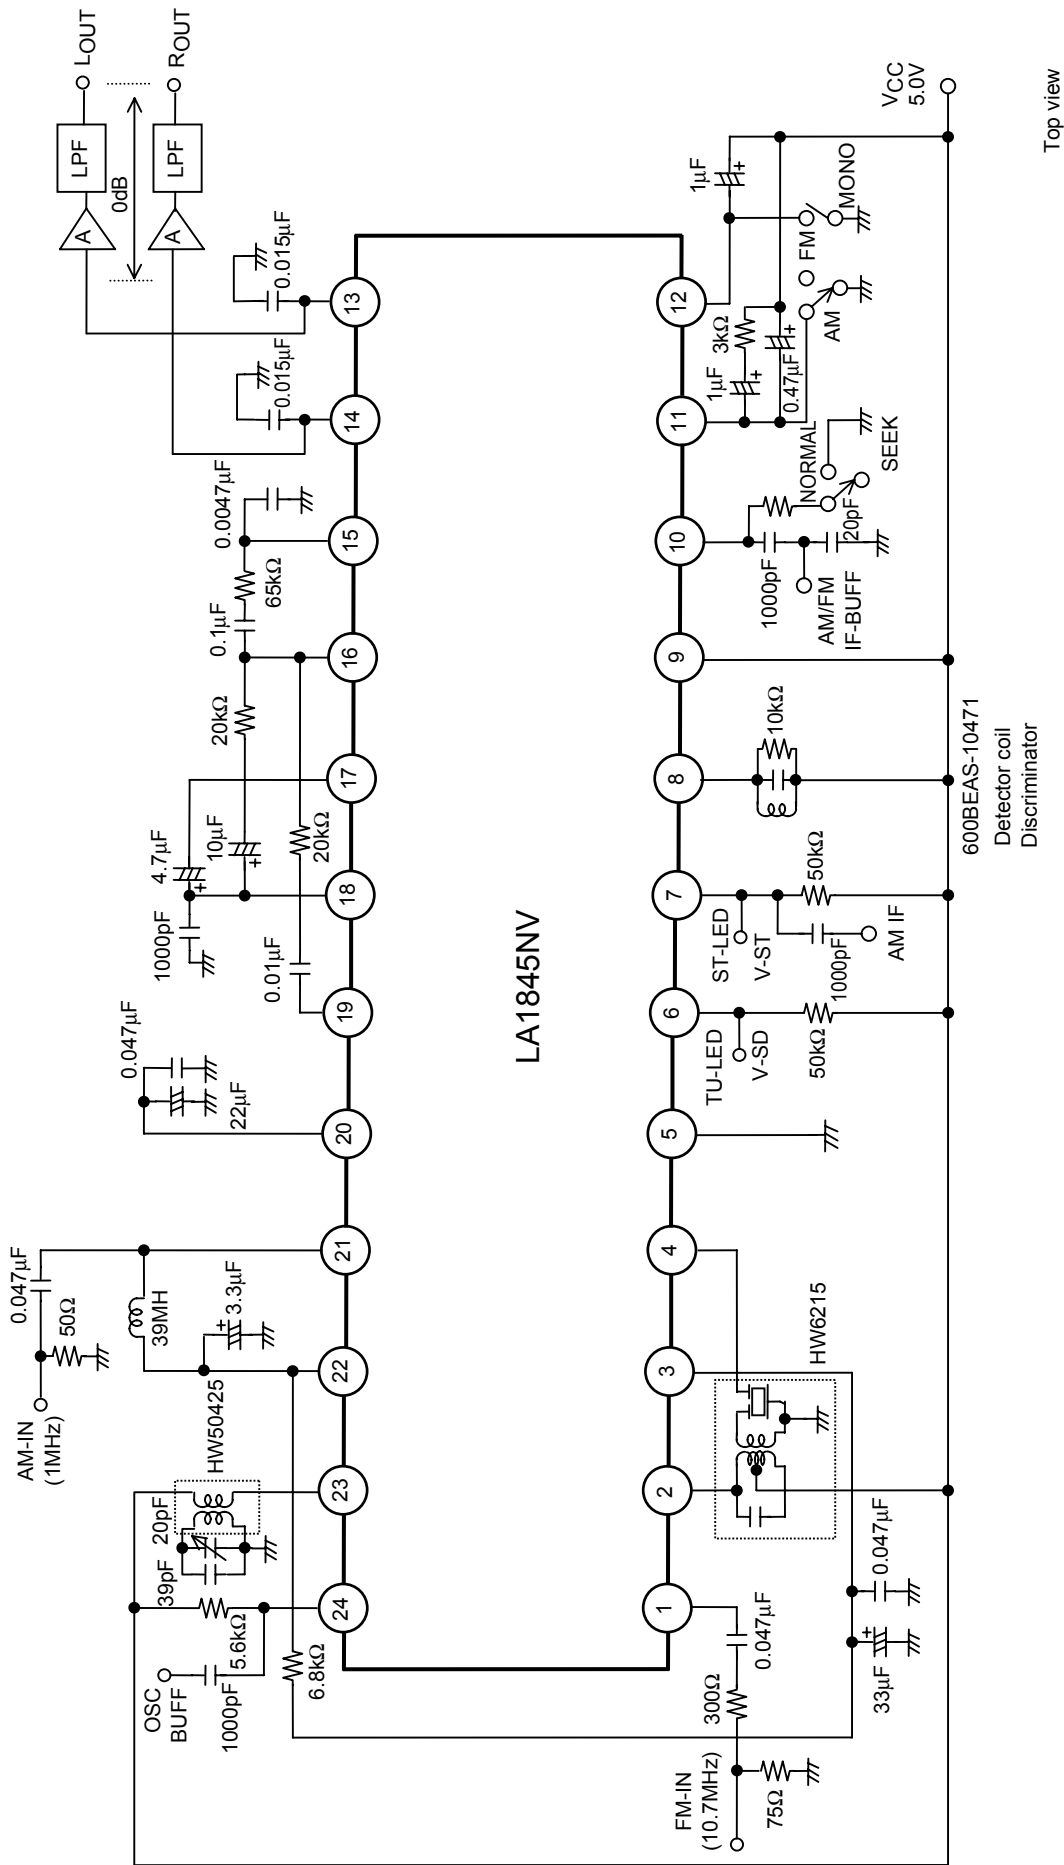 OSC
BUFF
1000pF
5.6kΩ
39pF
20pF
HW50425
AM-IN
(1MHz)
50Ω
0.047µF
39MH
3.3µF
+
6.8kΩ
0.047µF
22µF
1000pF
4.7µF
+
10µF
+
0.01µF
20kΩ
20kΩ
0.1µF
65kΩ
0.0047µF
0.015µF
0.015µF
A
A
LPF
LPF
0dB
LOUT
ROUT
24
23
22
21
20
19
18
17
16
15
14
13
LA1845NV
1
2
3
4
5
6
7
8
9
10
11
12
FM-IN
(10.7MHz)
75Ω
300Ω
0.047µF
33µF
+
0.047µF
HW6215
TU-LED
V-SD
50kΩ
ST-LED
V-ST
1000pF
50kΩ
AM IF
10kΩ
600BEAS-10471
Detector coil
Discriminator
1000pF
AM/FM
IF-BUFF
20pF
NORMAL
SEEK
1µF
+
3kΩ
0.47µF
+
AM
FM
MONO
1µF
+
VCC
5.0V
Top view